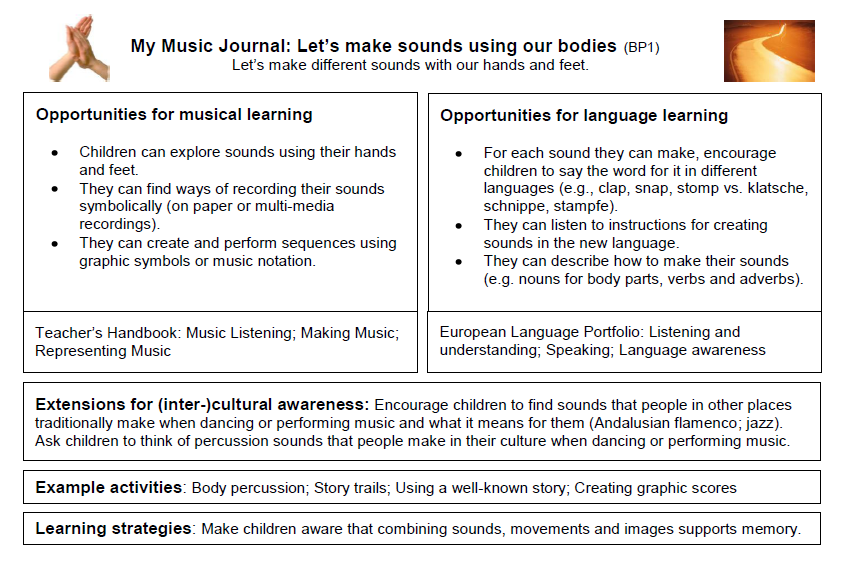 My Music Journal: Let's make sounds using our bodies (BP1)
Let's make different sounds with our hands and feet.
Opportunities for musical learning
• Children can explore sounds using their hands
and feet.
• They can find ways of recording their sounds
symbolically (on paper or multi-media
recordings).
• They can create and perform sequences using
graphic symbols or music notation.
Teacher's Handbook: Music Listening; Making Music;
Representing Music
Opportunities for language learning
• For each sound they can make, encourage
children to say the word for it in different
languages (e.g., clap, snap, stomp vs. klatsche,
schnippe, stampfe).
• They can listen to instructions for creating
sounds in the new language.
• They can describe how to make their sounds
(e.g. nouns for body parts, verbs and adverbs).
European Language Portfolio: Listening and
understanding; Speaking; Language awareness
Extensions for (inter-)cultural awareness: Encourage children to find sounds that people in other places
traditionally make when dancing or performing music and what it means for them (Andalusian flamenco; jazz).
Ask children to think of percussion sounds that people make in their culture when dancing or performing music.
Example activities: Body percussion; Story trails; Using a well-known story; Creating graphic scores
Learning strategies: Make children aware that combining sounds, movements and images supports memory.